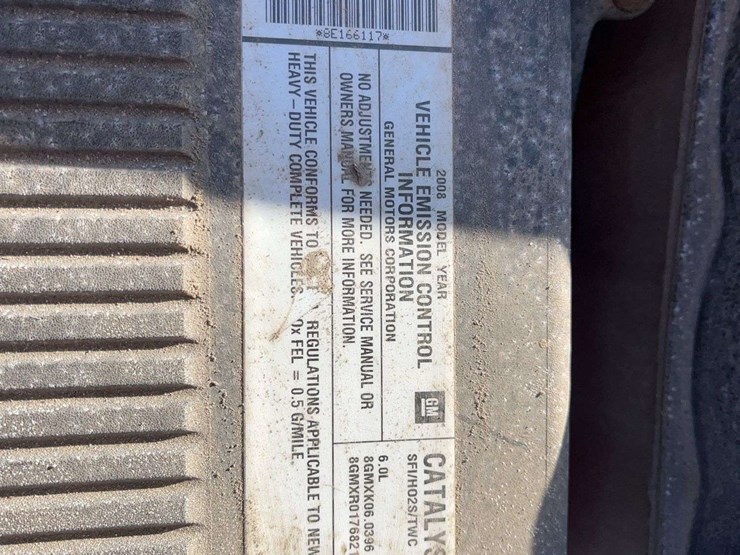 *8E166117*
2008 MODEL YEAR
VEHICLE EMISSION CONTROL
INFORMATION
GENERAL MOTORS CORPORATION
GM
NO ADJUSTMENTS NEEDED. SEE SERVICE MANUAL OR
OWNERS MANUAL FOR MORE INFORMATION.
THIS VEHICLE CONFORMS TO REGULATIONS APPLICABLE TO NEW
HEAVY-DUTY COMPLETE VEHICLES. Ox FEL = 0.5 G/MILE.
CATALYS
SFI/HO2S/TWC
6.0L
8GMXK06.0396
8GMXR0176821